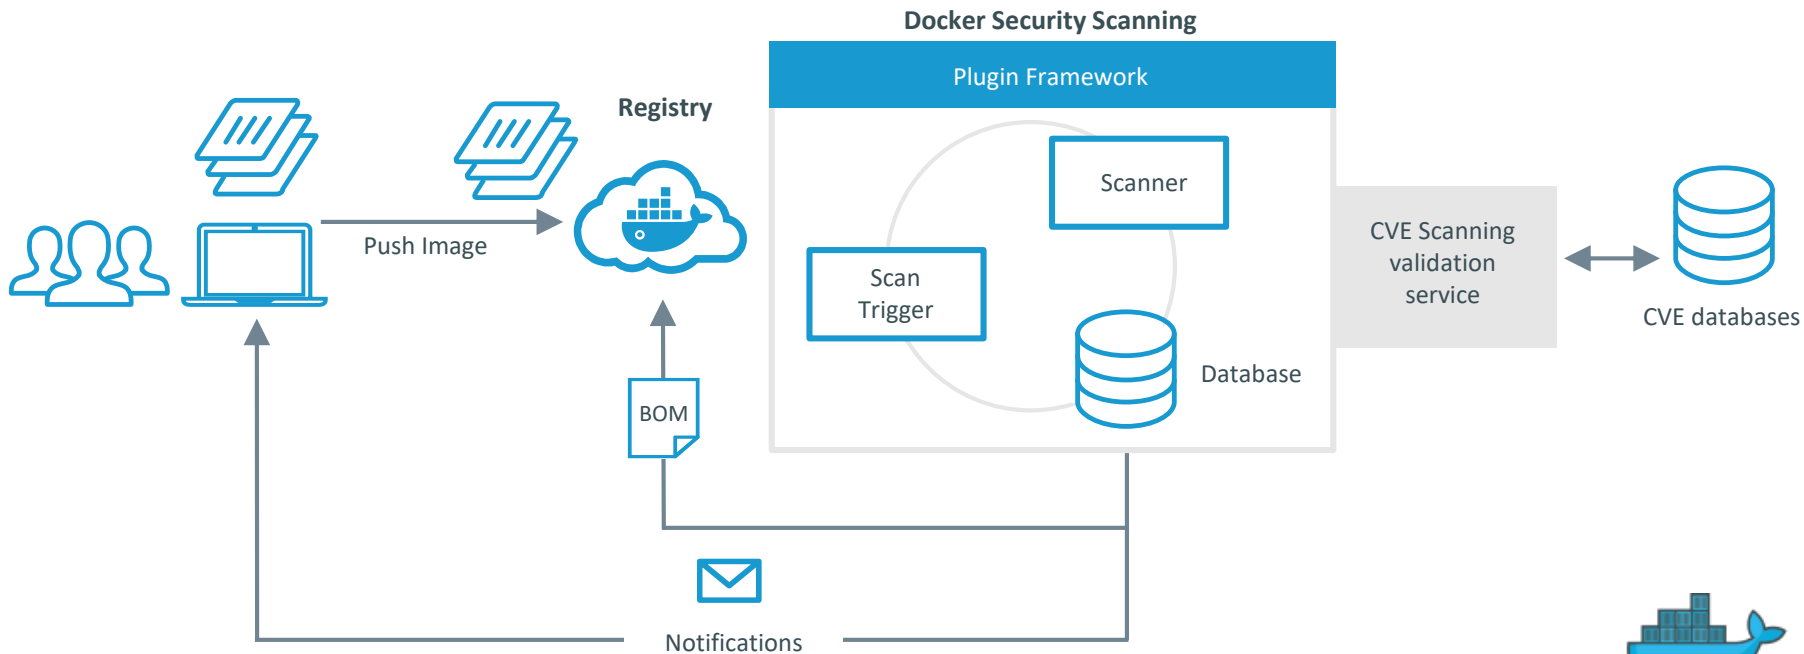 Docker Security Scanning
Plugin Framework
Registry
Scanner
Push Image
Scan
Trigger
CVE Scanning
validation
service
CVE databases
Database
BOM
Notifications